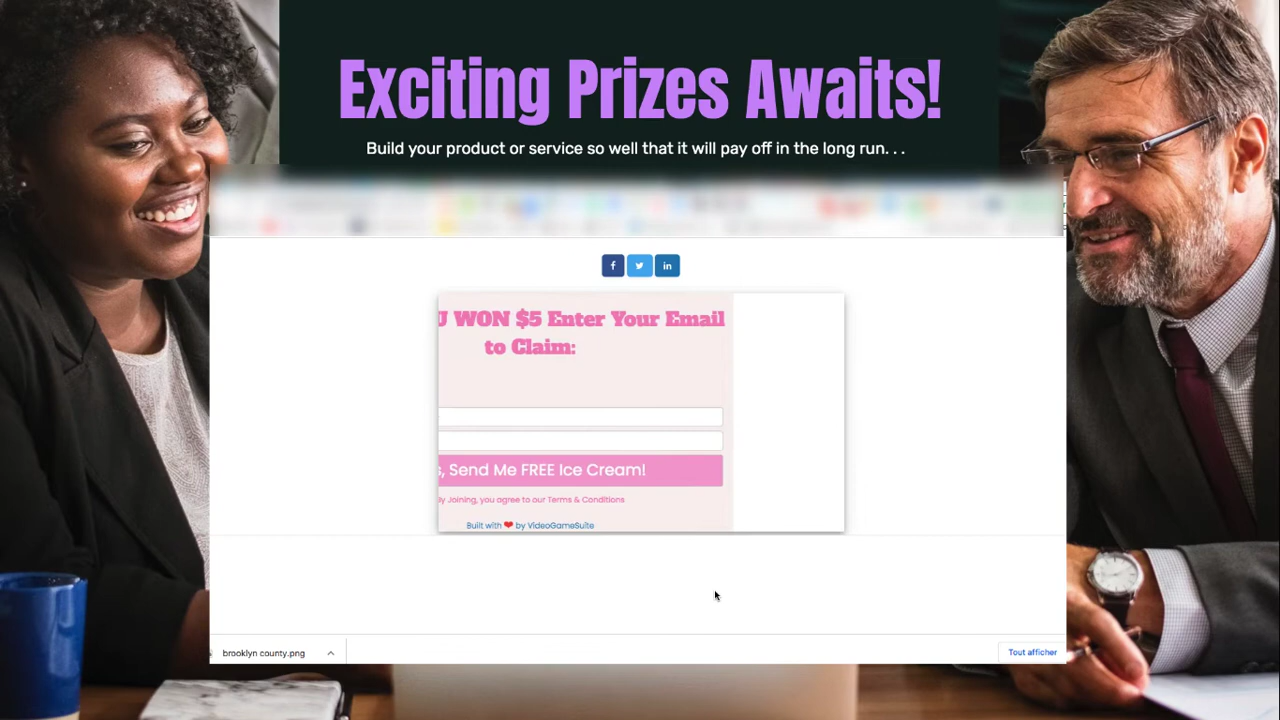 Exciting Prizes Awaits!
Build your product or service so well that it will pay off in the long run. . .
f
in
WON $5 Enter Your Email
to Claim:
, Send Me FREE Ice Cream!
By Joining, you agree to our Terms & Conditions
Built with ❤ by VideoGameSuite
brooklyn county.png
Tout afficher